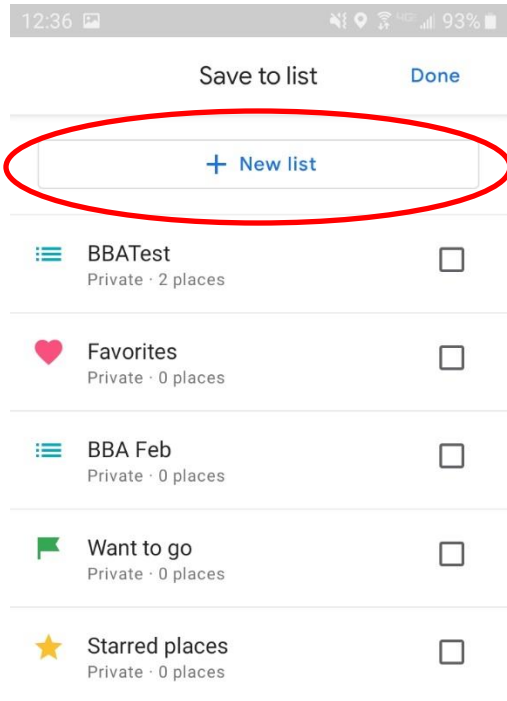 12:36 4GE 93%
Save to list Done
+ New list
BBATest
Private · 2 places
Favorites
Private · 0 places
BBA Feb
Private · 0 places
Want to go
Private · 0 places
Starred places
Private · 0 places